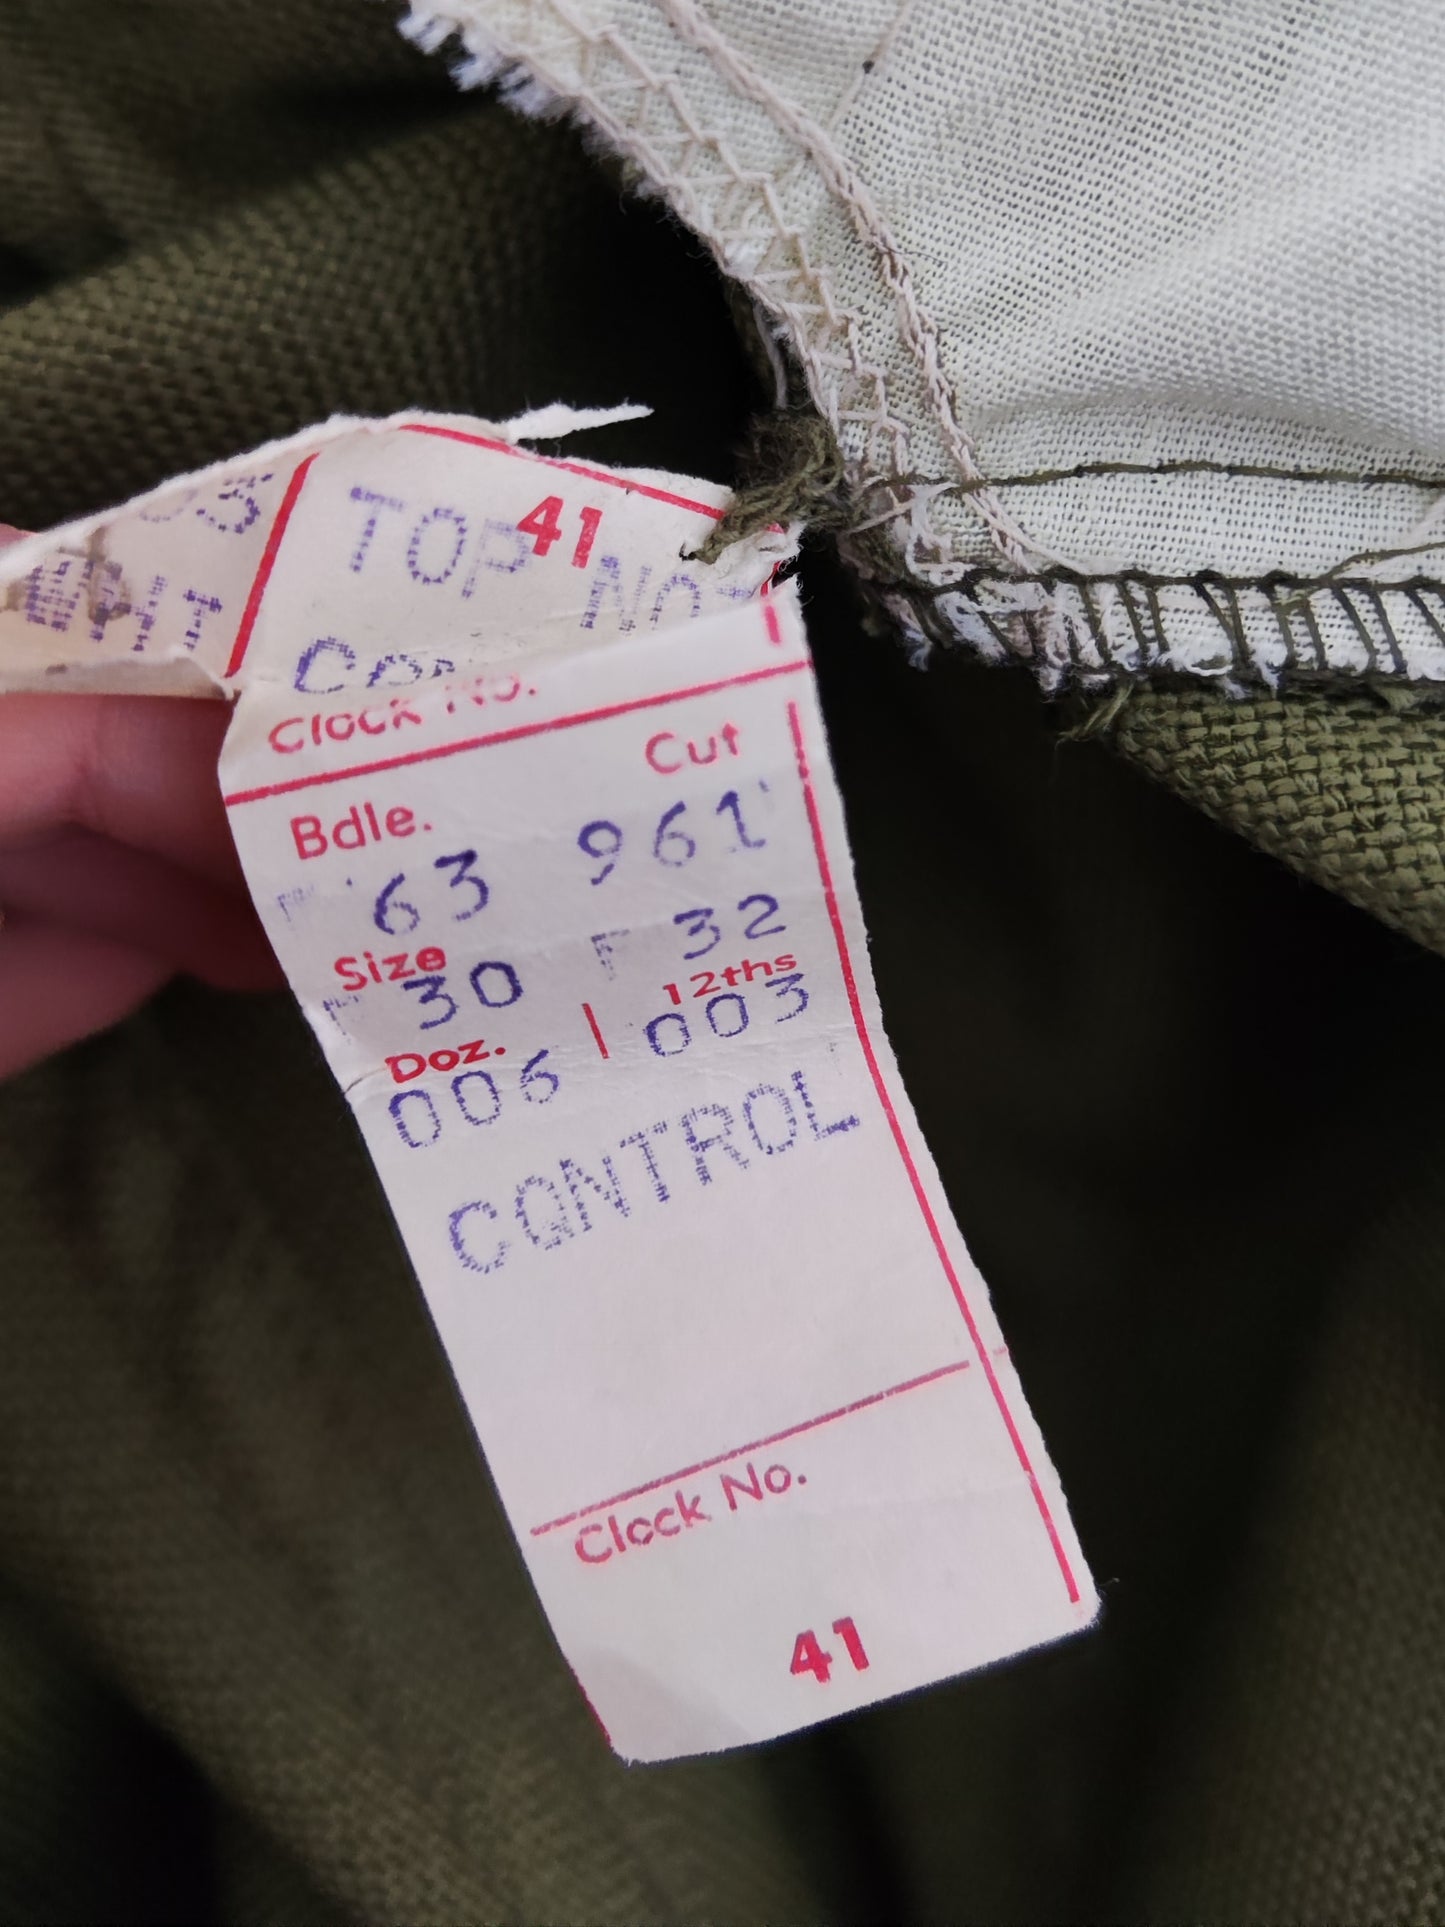 41
TOP
Clock No.
Cut
Bdle.
63 961
Size F 32
30 12ths
Doz. 003
006
CONTROL
Clock No.
41